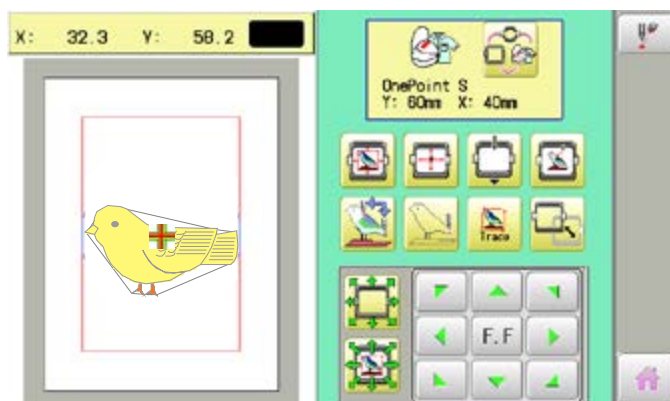 X: 32.3 Y: 58.2
OnePoint S
Y: 60mm X: 40mm
Trace
F.F